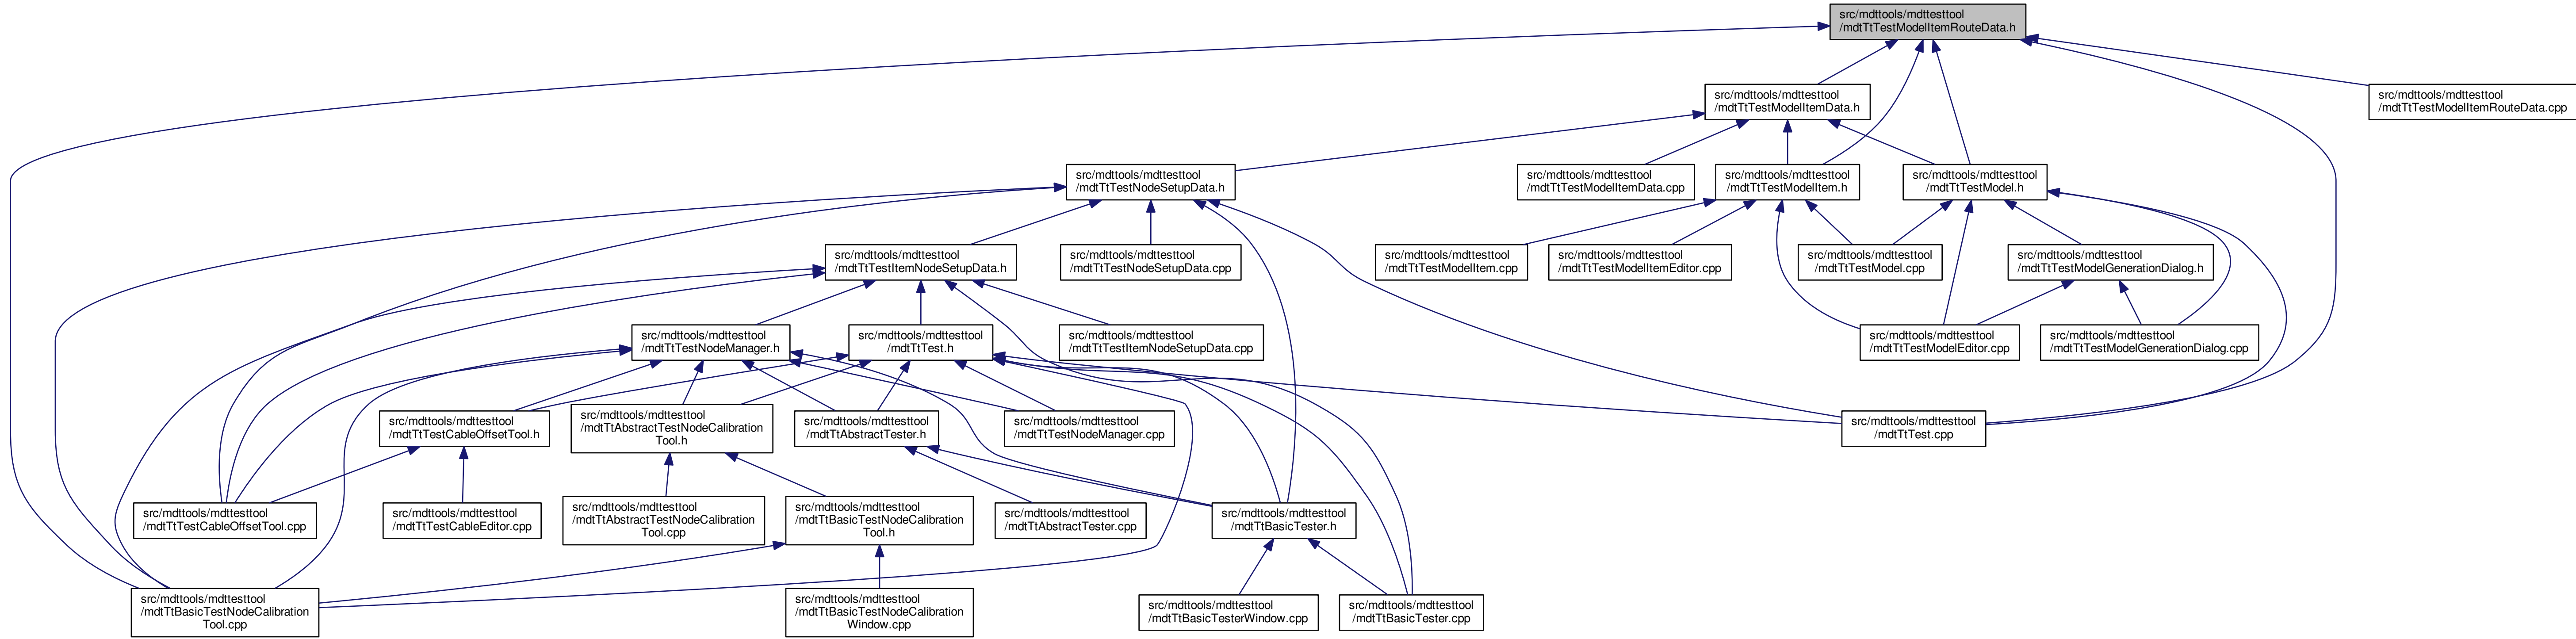 src/mdttools/mdttesttool
/mdtTtTestModelItemRouteData.h
src/mdttools/mdttesttool
/mdtTtTestModelItemData.h
src/mdttools/mdttesttool
/mdtTtTestModelItemRouteData.cpp
src/mdttools/mdttesttool
/mdtTtTestNodeSetupData.h
src/mdttools/mdttesttool
/mdtTtTestModelItemData.cpp
src/mdttools/mdttesttool
/mdtTtTestModelItem.h
src/mdttools/mdttesttool
/mdtTtTestModel.h
src/mdttools/mdttesttool
/mdtTtTestItemNodeSetupData.h
src/mdttools/mdttesttool
/mdtTtTestNodeSetupData.cpp
src/mdttools/mdttesttool
/mdtTtTestModelItem.cpp
src/mdttools/mdttesttool
/mdtTtTestModelItemEditor.cpp
src/mdttools/mdttesttool
/mdtTtTestModel.cpp
src/mdttools/mdttesttool
/mdtTtTestModelGenerationDialog.h
src/mdttools/mdttesttool
/mdtTtTestNodeManager.h
src/mdttools/mdttesttool
/mdtTtTest.h
src/mdttools/mdttesttool
/mdtTtTestItemNodeSetupData.cpp
src/mdttools/mdttesttool
/mdtTtTestModelEditor.cpp
src/mdttools/mdttesttool
/mdtTtTestModelGenerationDialog.cpp
src/mdttools/mdttesttool
/mdtTtTestCableOffsetTool.h
src/mdttools/mdttesttool
/mdtTtAbstractTestNodeCalibration
Tool.h
src/mdttools/mdttesttool
/mdtTtAbstractTester.h
src/mdttools/mdttesttool
/mdtTtTestNodeManager.cpp
src/mdttools/mdttesttool
/mdtTtTest.cpp
src/mdttools/mdttesttool
/mdtTtTestCableOffsetTool.cpp
src/mdttools/mdttesttool
/mdtTtTestCableEditor.cpp
src/mdttools/mdttesttool
/mdtTtAbstractTestNodeCalibration
Tool.cpp
src/mdttools/mdttesttool
/mdtTtBasicTestNodeCalibration
Tool.h
src/mdttools/mdttesttool
/mdtTtAbstractTester.cpp
src/mdttools/mdttesttool
/mdtTtBasicTester.h
src/mdttools/mdttesttool
/mdtTtBasicTestNodeCalibration
Tool.cpp
src/mdttools/mdttesttool
/mdtTtBasicTestNodeCalibration
Window.cpp
src/mdttools/mdttesttool
/mdtTtBasicTesterWindow.cpp
src/mdttools/mdttesttool
/mdtTtBasicTester.cpp